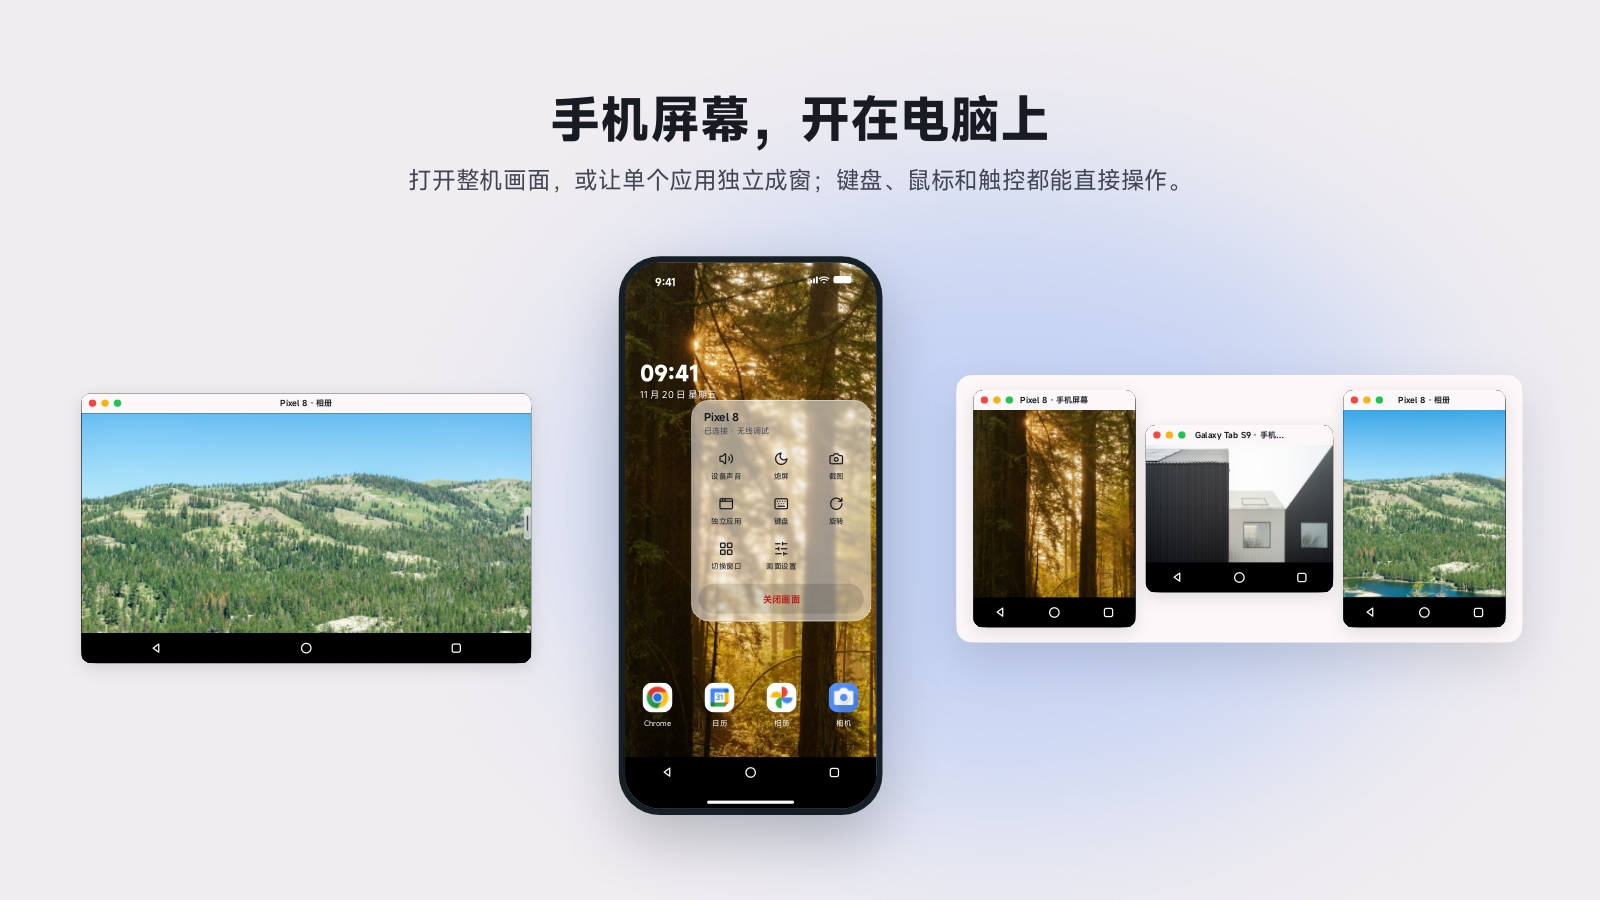 手机屏幕，开在电脑上
打开整机画面，或让单个应用独立成窗；键盘、鼠标和触控都能直接操作。
Pixel 8 · 相册
9:41
09:41
11 月 20 日 星期五
Pixel 8
已连接 · 无线调试
设备声音 熄屏 截图
独立应用 键盘 旋转
切换窗口 画面设置
关闭画面
31
Chrome 日历 相册 相机
Pixel 8 · 手机屏幕
Galaxy Tab S9 · 手机...
Pixel 8 · 相册